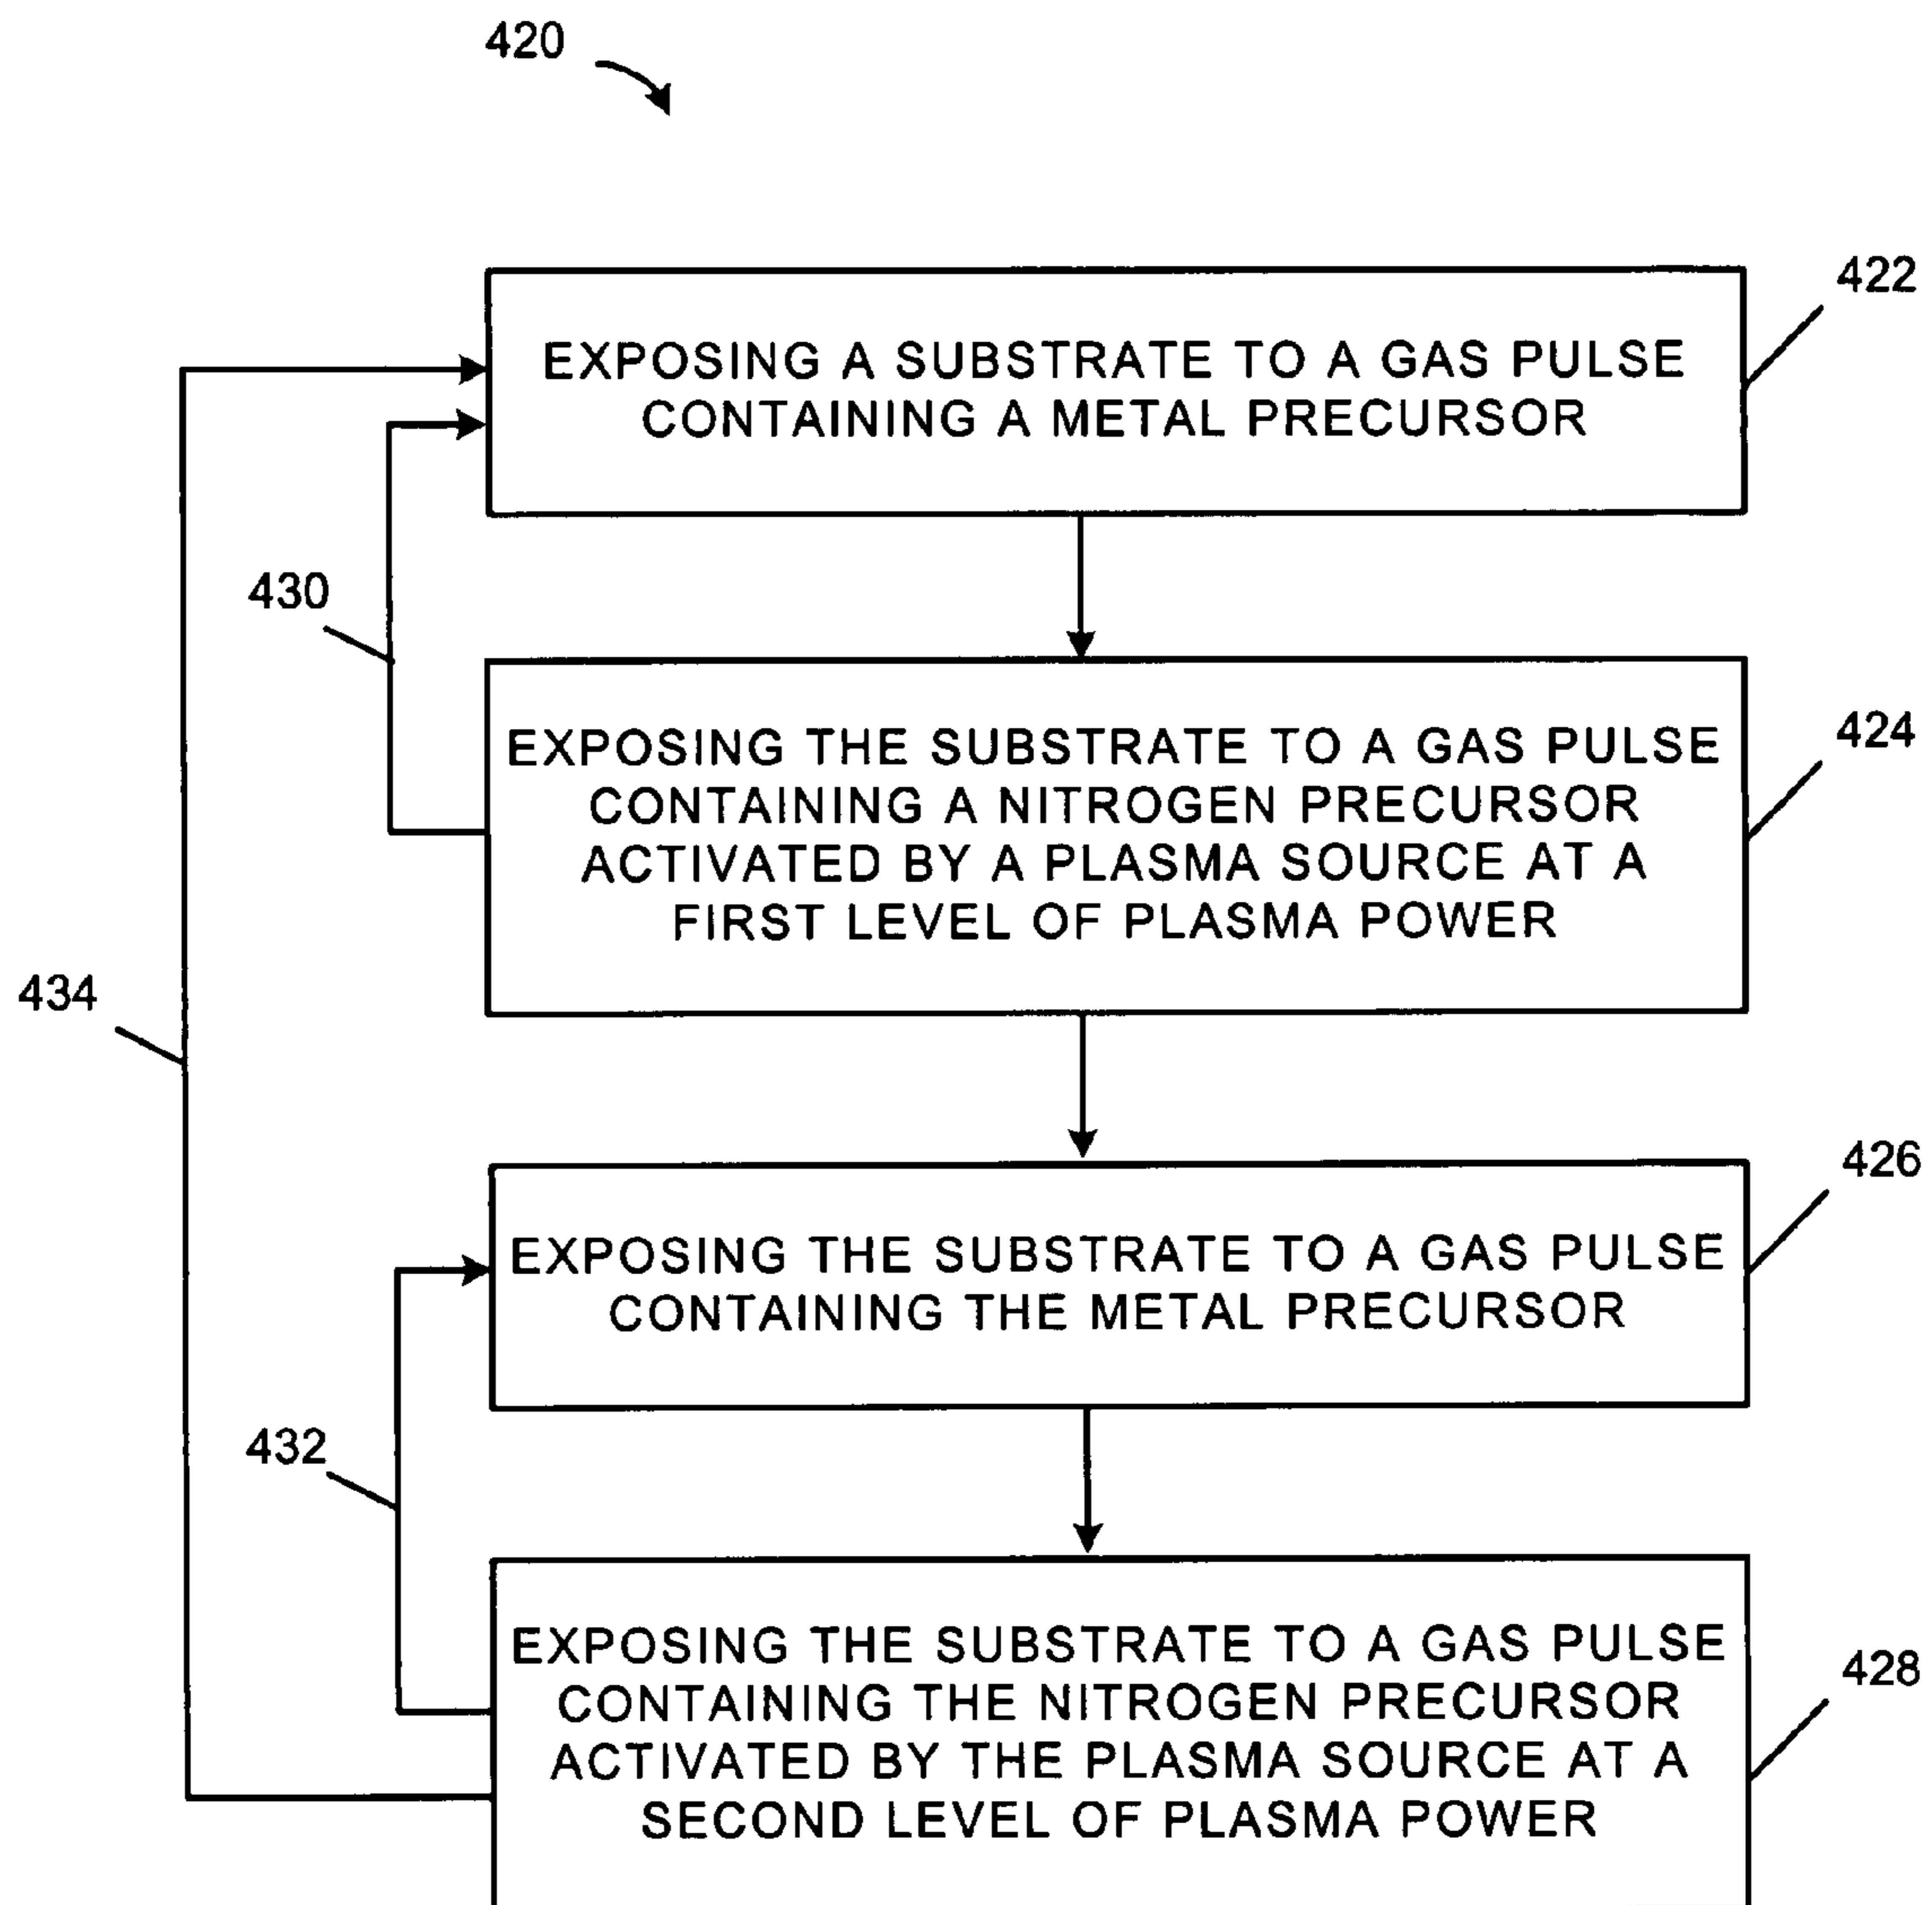 420
422
EXPOSING A SUBSTRATE TO A GAS PULSE
CONTAINING A METAL PRECURSOR
430
424
EXPOSING THE SUBSTRATE TO A GAS PULSE
CONTAINING A NITROGEN PRECURSOR
ACTIVATED BY A PLASMA SOURCE AT A
FIRST LEVEL OF PLASMA POWER
434
426
EXPOSING THE SUBSTRATE TO A GAS PULSE
CONTAINING THE METAL PRECURSOR
432
428
EXPOSING THE SUBSTRATE TO A GAS PULSE
CONTAINING THE NITROGEN PRECURSOR
ACTIVATED BY THE PLASMA SOURCE AT A
SECOND LEVEL OF PLASMA POWER